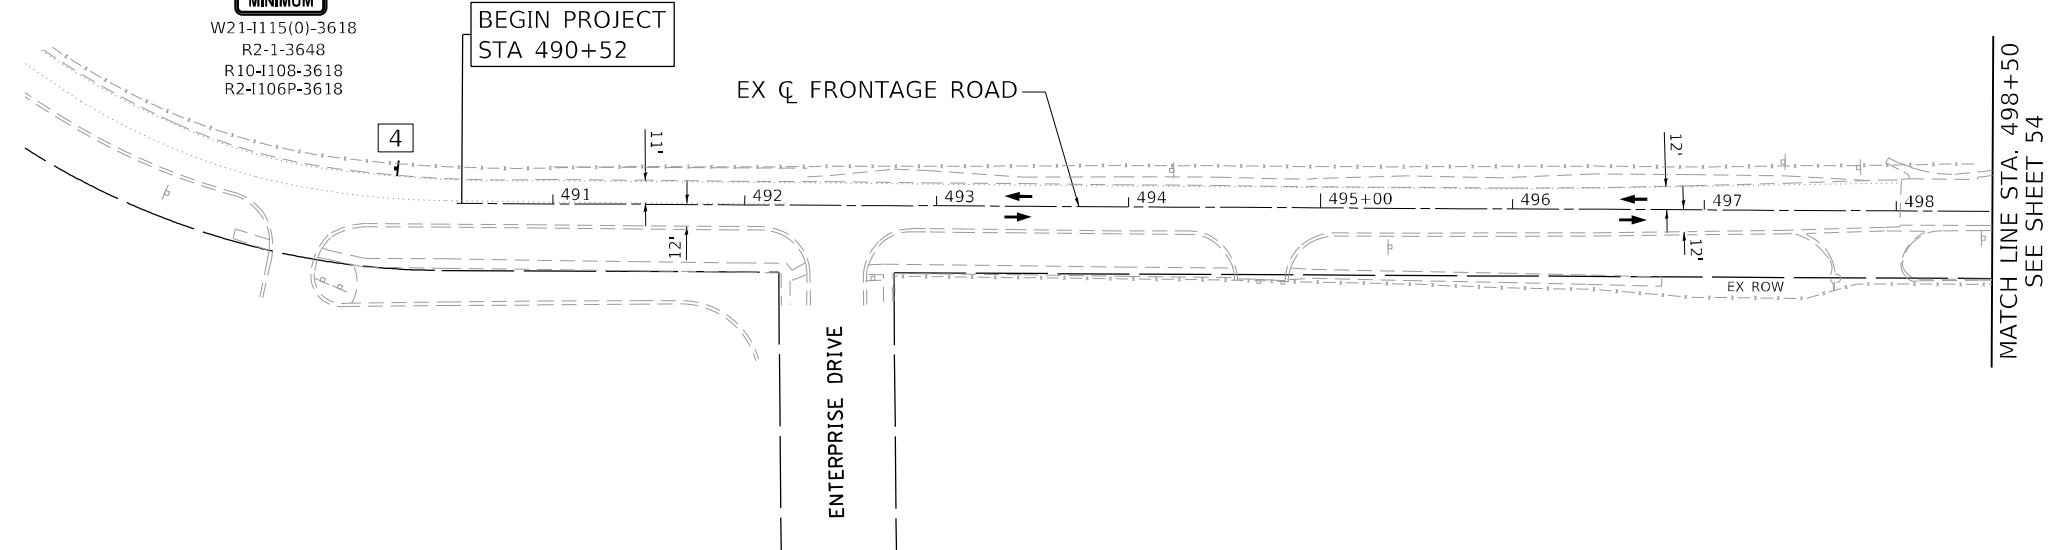 MINIMUM
W21-I115(0)-3618
R2-1-3648
R10-I108-3618
R2-I106P-3618
BEGIN PROJECT
STA 490+52
EX ℄ FRONTAGE ROAD
4
11'
12'
491
492
493
494
495+00
496
497
498
12'
12'
EX ROW
ENTERPRISE DRIVE
MATCH LINE STA. 498+50
SEE SHEET 54